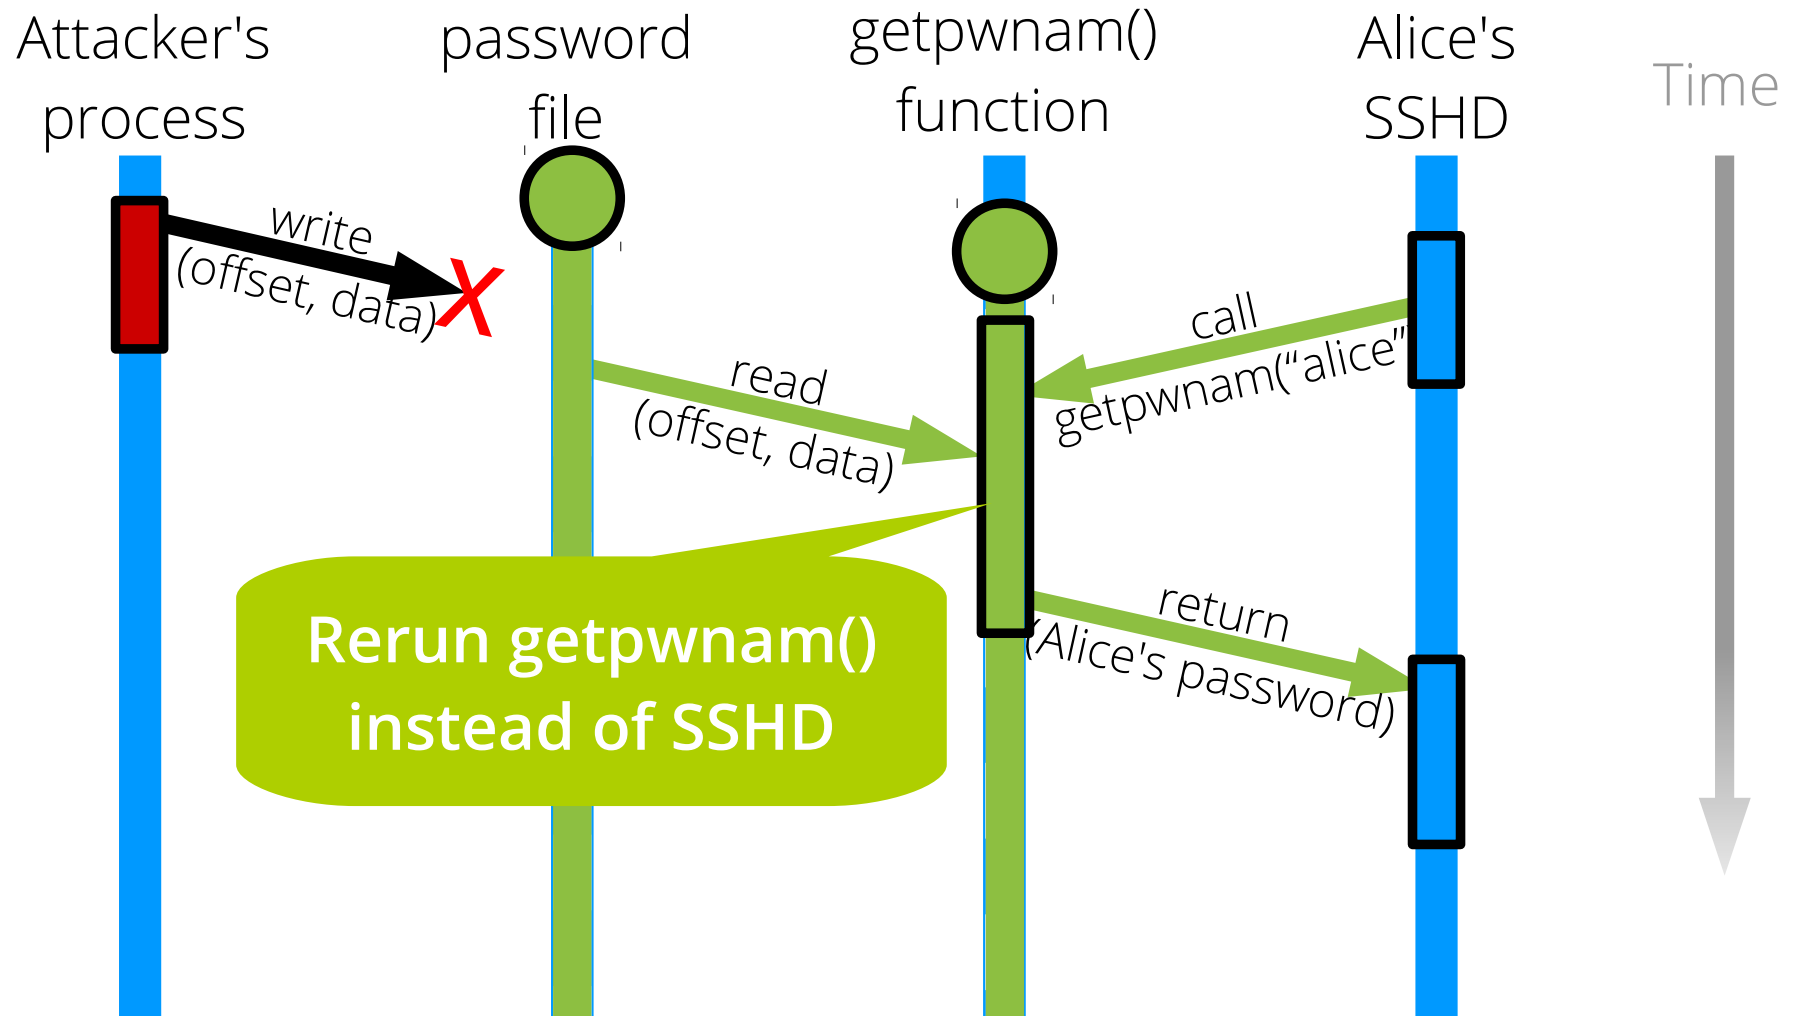 Attacker's
process
password
file
getpwnam()
function
Alice's
SSHD
Time
write
(offset, data)
X
read
(offset, data)
call
getpwnam(“alice”)
Rerun getpwnam()
instead of SSHD
return
(Alice's password)